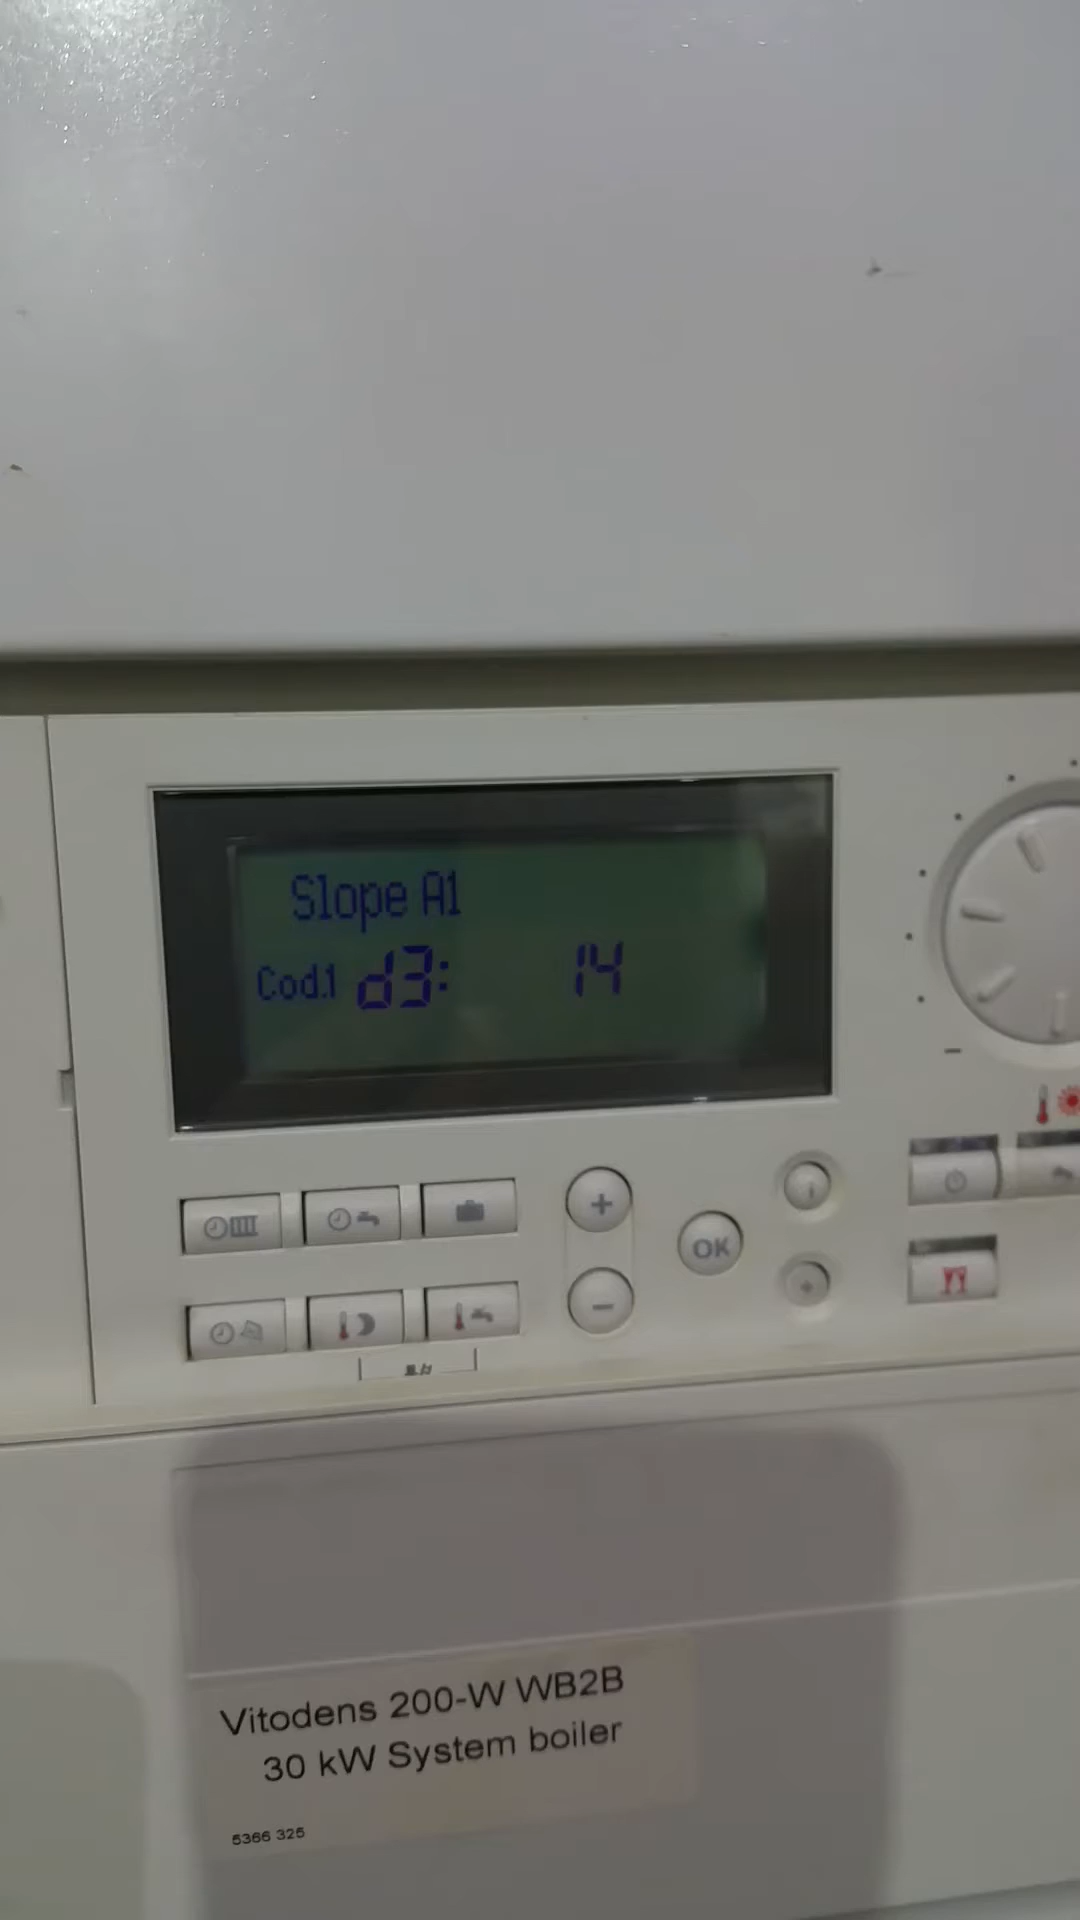 Slope A1
Cod.1 d3: 14
+
OK
i
−
Vitodens 200-W WB2B
30 kW System boiler
5366 325